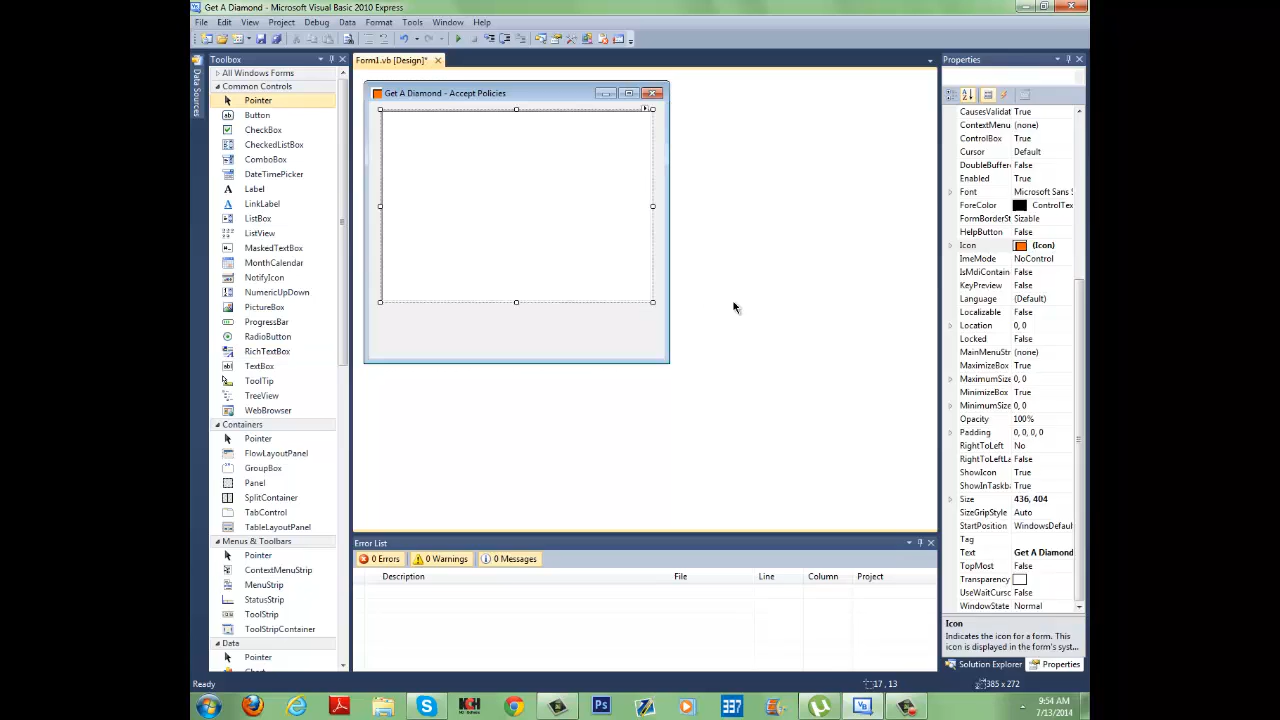 Get A Diamond - Microsoft Visual Basic 2010 Express
File Edit View Project Debug Data Format Tools Window Help
Data Sources
Toolbox
All Windows Forms
Common Controls
Pointer
Button
CheckBox
CheckedListBox
ComboBox
DateTimePicker
Label
LinkLabel
ListBox
ListView
MaskedTextBox
MonthCalendar
NotifyIcon
NumericUpDown
PictureBox
ProgressBar
RadioButton
RichTextBox
TextBox
ToolTip
TreeView
WebBrowser
Containers
Pointer
FlowLayoutPanel
GroupBox
Panel
SplitContainer
TabControl
TableLayoutPanel
Menus & Toolbars
Pointer
ContextMenuStrip
MenuStrip
StatusStrip
ToolStrip
ToolStripContainer
Data
Pointer
Form1.vb [Design]*
Get A Diamond - Accept Policies
Error List
0 Errors 0 Warnings 0 Messages
Description File Line Column Project
Properties
CausesValidat True
ContextMenu (none)
ControlBox True
Cursor Default
DoubleBuffer False
Enabled True
Font Microsoft Sans S
ForeColor ControlTex
FormBorderSt Sizable
HelpButton False
Icon (Icon)
ImeMode NoControl
IsMdiContain False
KeyPreview False
Language (Default)
Localizable False
Location 0, 0
Locked False
MainMenuStr (none)
MaximizeBox True
MaximumSize 0, 0
MinimizeBox True
MinimumSize 0, 0
Opacity 100%
Padding 0, 0, 0, 0
RightToLeft No
RightToLeftLa False
ShowIcon True
ShowInTaskb True
Size 436, 404
SizeGripStyle Auto
StartPosition WindowsDefau
Tag
Text Get A Diamond
TopMost False
Transparency
UseWaitCurs False
WindowState Normal
Icon
Indicates the icon for a form. This
icon is displayed in the form's syst...
Solution Explorer Properties
Ready 17, 13 385 x 272
Ps 337 VB
9:54 AM
7/13/2014